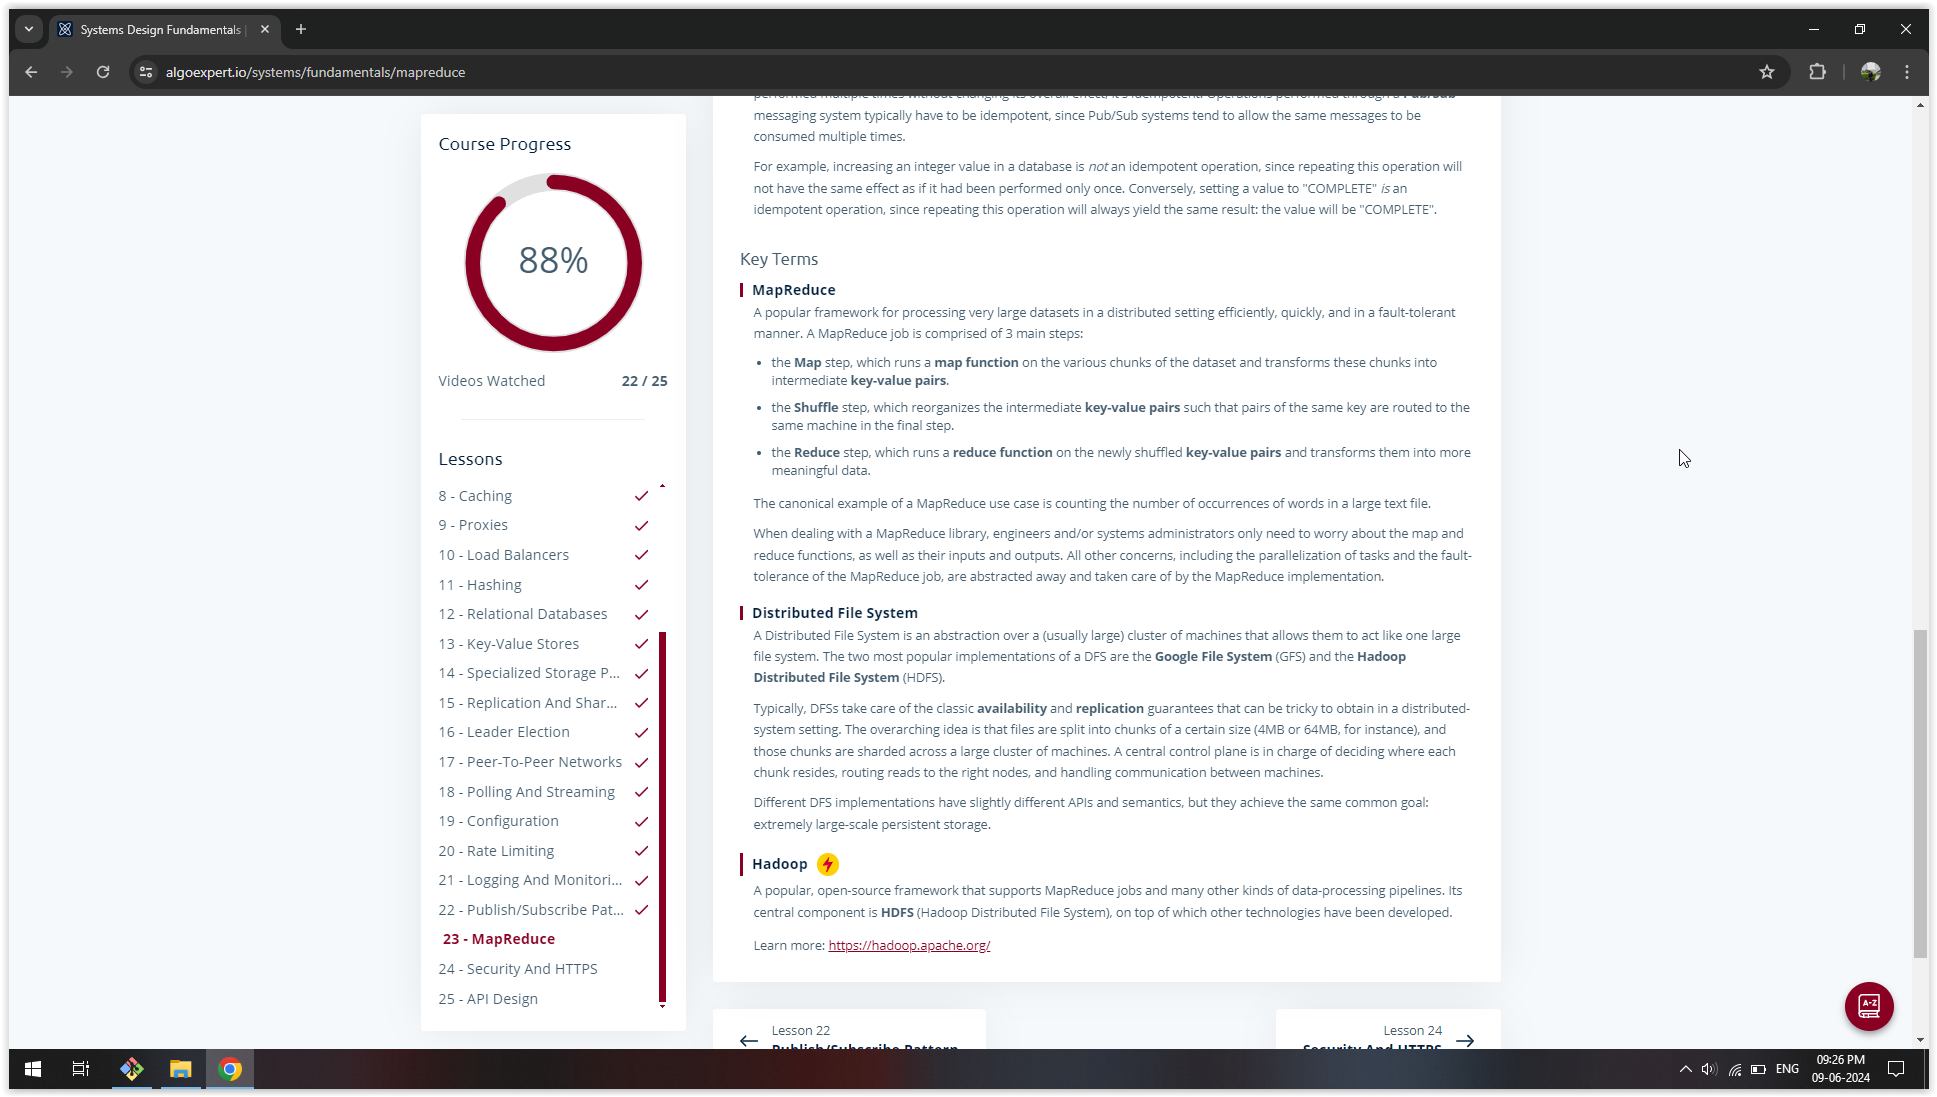 Systems Design Fundamentals |
algoexpert.io/systems/fundamentals/mapreduce
Course Progress
88%
Videos Watched 22 / 25
Lessons
8 - Caching
9 - Proxies
10 - Load Balancers
11 - Hashing
12 - Relational Databases
13 - Key-Value Stores
14 - Specialized Storage P...
15 - Replication And Shar...
16 - Leader Election
17 - Peer-To-Peer Networks
18 - Polling And Streaming
19 - Configuration
20 - Rate Limiting
21 - Logging And Monitori...
22 - Publish/Subscribe Pat...
23 - MapReduce
24 - Security And HTTPS
25 - API Design
performed multiple times without changing its overall effect, it's idempotent. Operations performed through a Pub/Sub
messaging system typically have to be idempotent, since Pub/Sub systems tend to allow the same messages to be
consumed multiple times.
For example, increasing an integer value in a database is not an idempotent operation, since repeating this operation will
not have the same effect as if it had been performed only once. Conversely, setting a value to "COMPLETE" is an
idempotent operation, since repeating this operation will always yield the same result: the value will be "COMPLETE".
Key Terms
MapReduce
A popular framework for processing very large datasets in a distributed setting efficiently, quickly, and in a fault-tolerant
manner. A MapReduce job is comprised of 3 main steps:
• the Map step, which runs a map function on the various chunks of the dataset and transforms these chunks into
intermediate key-value pairs.
• the Shuffle step, which reorganizes the intermediate key-value pairs such that pairs of the same key are routed to the
same machine in the final step.
• the Reduce step, which runs a reduce function on the newly shuffled key-value pairs and transforms them into more
meaningful data.
The canonical example of a MapReduce use case is counting the number of occurrences of words in a large text file.
When dealing with a MapReduce library, engineers and/or systems administrators only need to worry about the map and
reduce functions, as well as their inputs and outputs. All other concerns, including the parallelization of tasks and the fault-
tolerance of the MapReduce job, are abstracted away and taken care of by the MapReduce implementation.
Distributed File System
A Distributed File System is an abstraction over a (usually large) cluster of machines that allows them to act like one large
file system. The two most popular implementations of a DFS are the Google File System (GFS) and the Hadoop
Distributed File System (HDFS).
Typically, DFSs take care of the classic availability and replication guarantees that can be tricky to obtain in a distributed-
system setting. The overarching idea is that files are split into chunks of a certain size (4MB or 64MB, for instance), and
those chunks are sharded across a large cluster of machines. A central control plane is in charge of deciding where each
chunk resides, routing reads to the right nodes, and handling communication between machines.
Different DFS implementations have slightly different APIs and semantics, but they achieve the same common goal:
extremely large-scale persistent storage.
Hadoop
A popular, open-source framework that supports MapReduce jobs and many other kinds of data-processing pipelines. Its
central component is HDFS (Hadoop Distributed File System), on top of which other technologies have been developed.
Learn more: https://hadoop.apache.org/
Lesson 22
Publish/Subscribe Pattern
Lesson 24
Security And HTTPS
A-Z
ENG
09:26 PM
09-06-2024